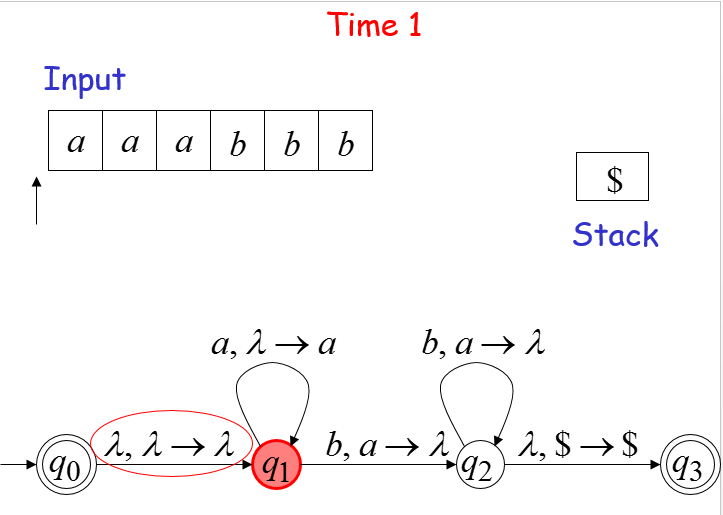 Time 1
Input
a a a b b b
$
Stack
a, λ → a
b, a → λ
λ, λ → λ
b, a → λ
λ, $ → $
q0
q1
q2
q3